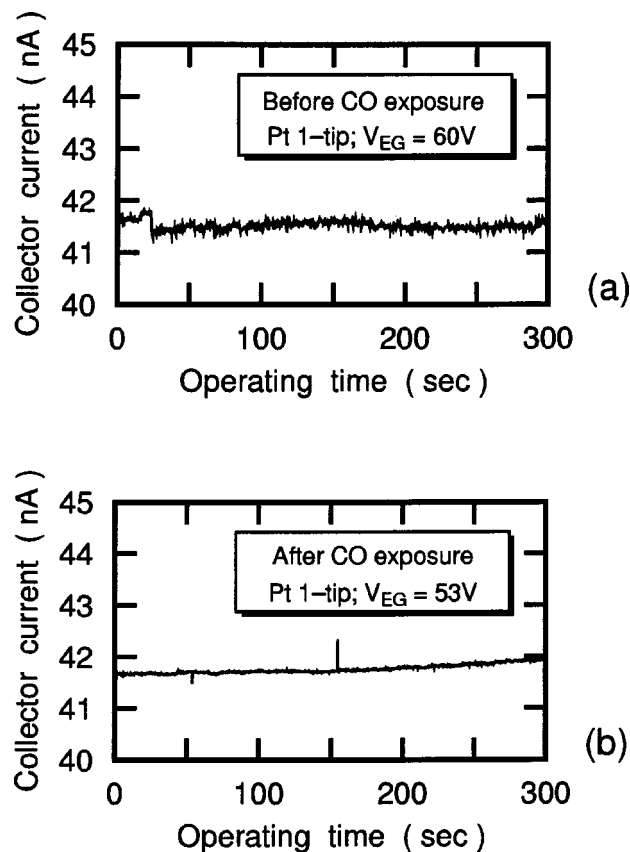 45
44
43
42
41
40
Collector current ( nA )
Before CO exposure
Pt 1–tip; VEG = 60V
0
100
200
300
Operating time ( sec )
(a)
45
44
43
42
41
40
Collector current ( nA )
After CO exposure
Pt 1–tip; VEG = 53V
0
100
200
300
Operating time ( sec )
(b)